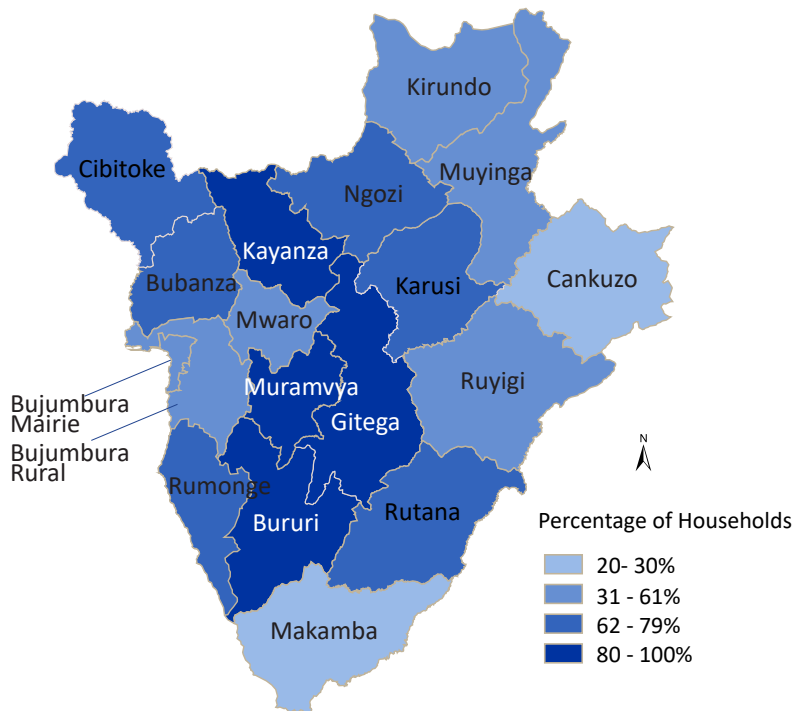 Kirundo
Cibitoke
Muyinga
Ngozi
Kayanza
Bubanza
Karusi
Cankuzo
Mwaro
Ruyigi
Muramvya
Bujumbura
Mairie
Gitega
Bujumbura
Rural
N
Rumonge
Rutana
Bururi
Percentage of Households
20- 30%
31 - 61%
62 - 79%
80 - 100%
Makamba